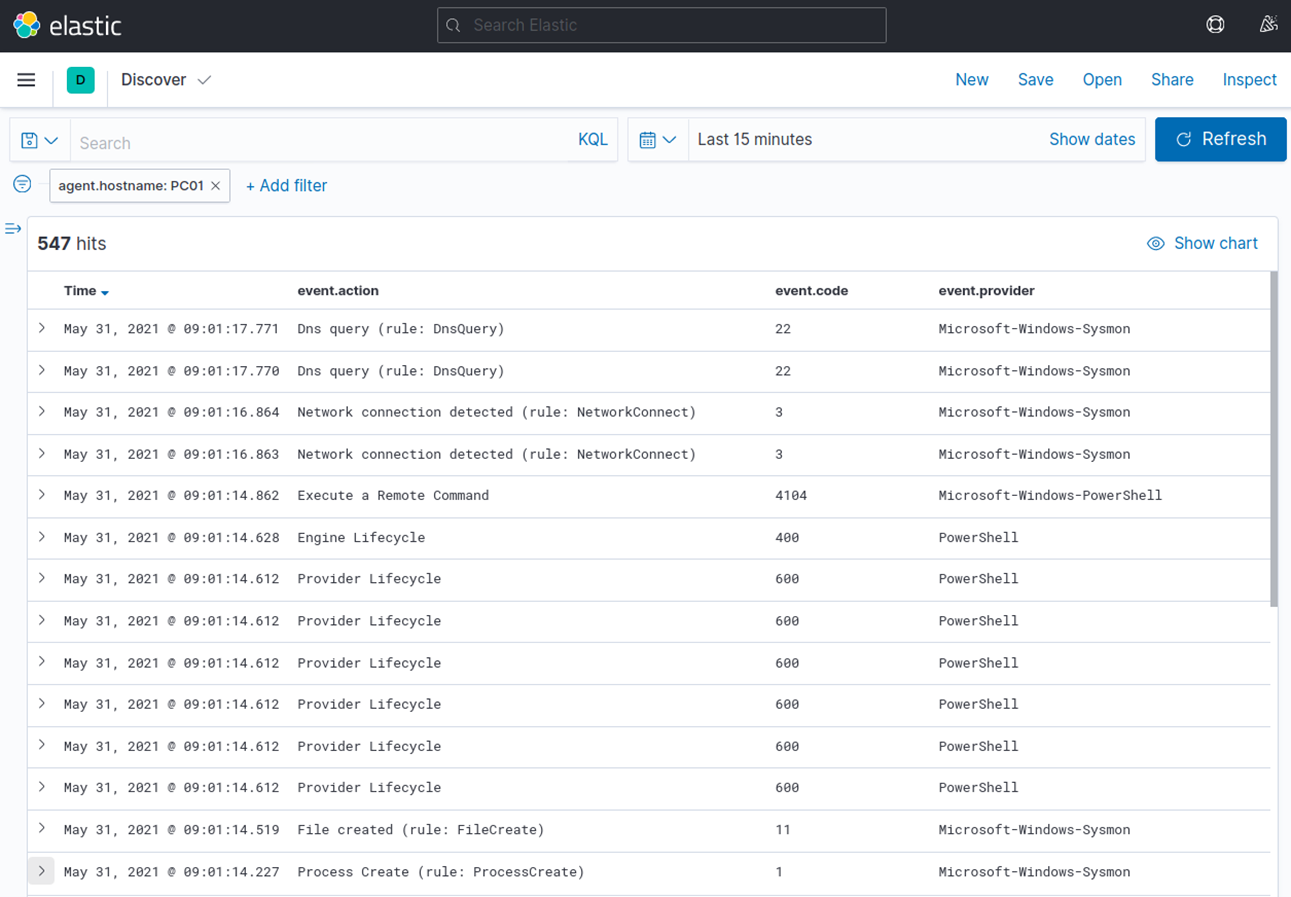 elastic Search Elastic
D Discover New Save Open Share Inspect
Search KQL Last 15 minutes Show dates Refresh
agent.hostname: PC01 × + Add filter
547 hits Show chart
Time event.action event.code event.provider
May 31, 2021 @ 09:01:17.771 Dns query (rule: DnsQuery) 22 Microsoft-Windows-Sysmon
May 31, 2021 @ 09:01:17.770 Dns query (rule: DnsQuery) 22 Microsoft-Windows-Sysmon
May 31, 2021 @ 09:01:16.864 Network connection detected (rule: NetworkConnect) 3 Microsoft-Windows-Sysmon
May 31, 2021 @ 09:01:16.863 Network connection detected (rule: NetworkConnect) 3 Microsoft-Windows-Sysmon
May 31, 2021 @ 09:01:14.862 Execute a Remote Command 4104 Microsoft-Windows-PowerShell
May 31, 2021 @ 09:01:14.628 Engine Lifecycle 400 PowerShell
May 31, 2021 @ 09:01:14.612 Provider Lifecycle 600 PowerShell
May 31, 2021 @ 09:01:14.612 Provider Lifecycle 600 PowerShell
May 31, 2021 @ 09:01:14.612 Provider Lifecycle 600 PowerShell
May 31, 2021 @ 09:01:14.612 Provider Lifecycle 600 PowerShell
May 31, 2021 @ 09:01:14.612 Provider Lifecycle 600 PowerShell
May 31, 2021 @ 09:01:14.612 Provider Lifecycle 600 PowerShell
May 31, 2021 @ 09:01:14.519 File created (rule: FileCreate) 11 Microsoft-Windows-Sysmon
May 31, 2021 @ 09:01:14.227 Process Create (rule: ProcessCreate) 1 Microsoft-Windows-Sysmon